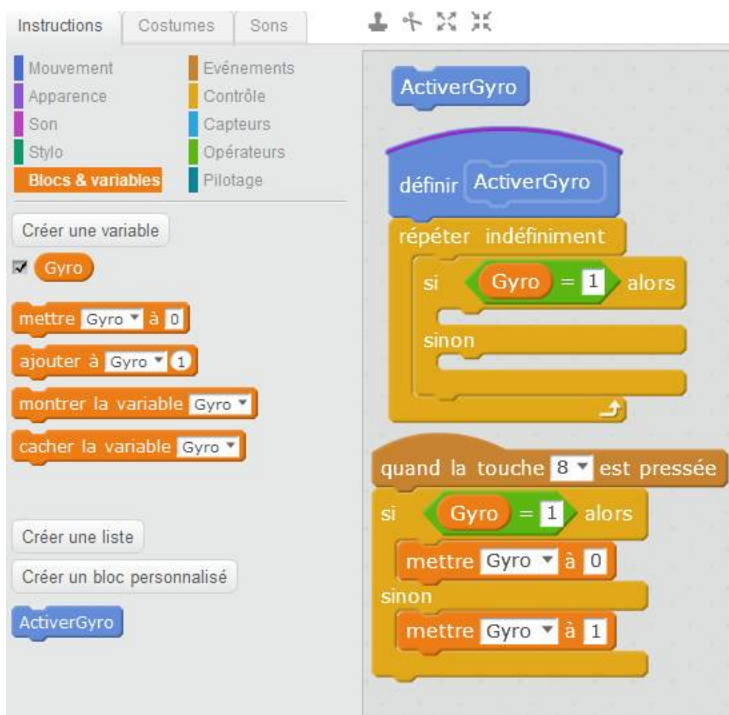 Instructions
Costumes
Sons
Mouvement
Evénements
Apparence
Contrôle
Son
Capteurs
Stylo
Opérateurs
Blocs & variables
Pilotage
Créer une variable
Gyro
mettre Gyro à 0
ajouter à Gyro 1
montrer la variable Gyro
cacher la variable Gyro
Créer une liste
Créer un bloc personnalisé
ActiverGyro
ActiverGyro
définir ActiverGyro
répéter indéfiniment
si Gyro = 1 alors
sinon
quand la touche 8 est pressée
si Gyro = 1 alors
mettre Gyro à 0
sinon
mettre Gyro à 1